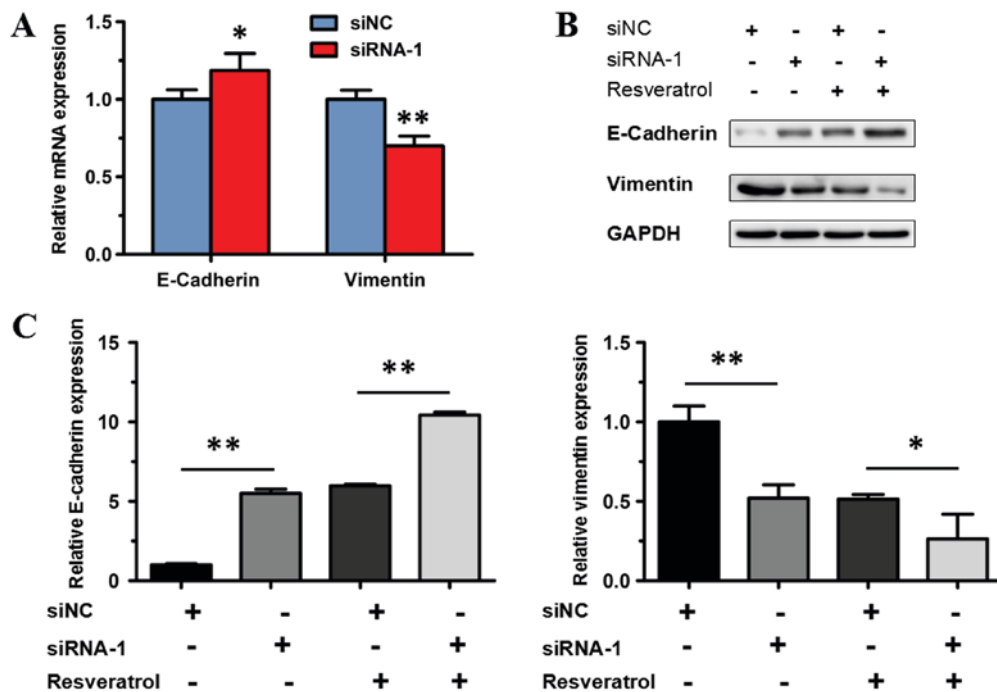 A
Relative mRNA expression
1.5
1.0
0.5
0.0
siNC
siRNA-1
*
**
E-Cadherin
Vimentin
B
siNC + - + -
siRNA-1 - + - +
Resveratrol - - + +
E-Cadherin
Vimentin
GAPDH
C
Relative E-cadherin expression
15
10
5
0
**
**
siNC + - + -
siRNA-1 - + - +
Resveratrol - - + +
Relative vimentin expression
1.5
1.0
0.5
0.0
**
*
siNC + - + -
siRNA-1 - + - +
Resveratrol - - + +